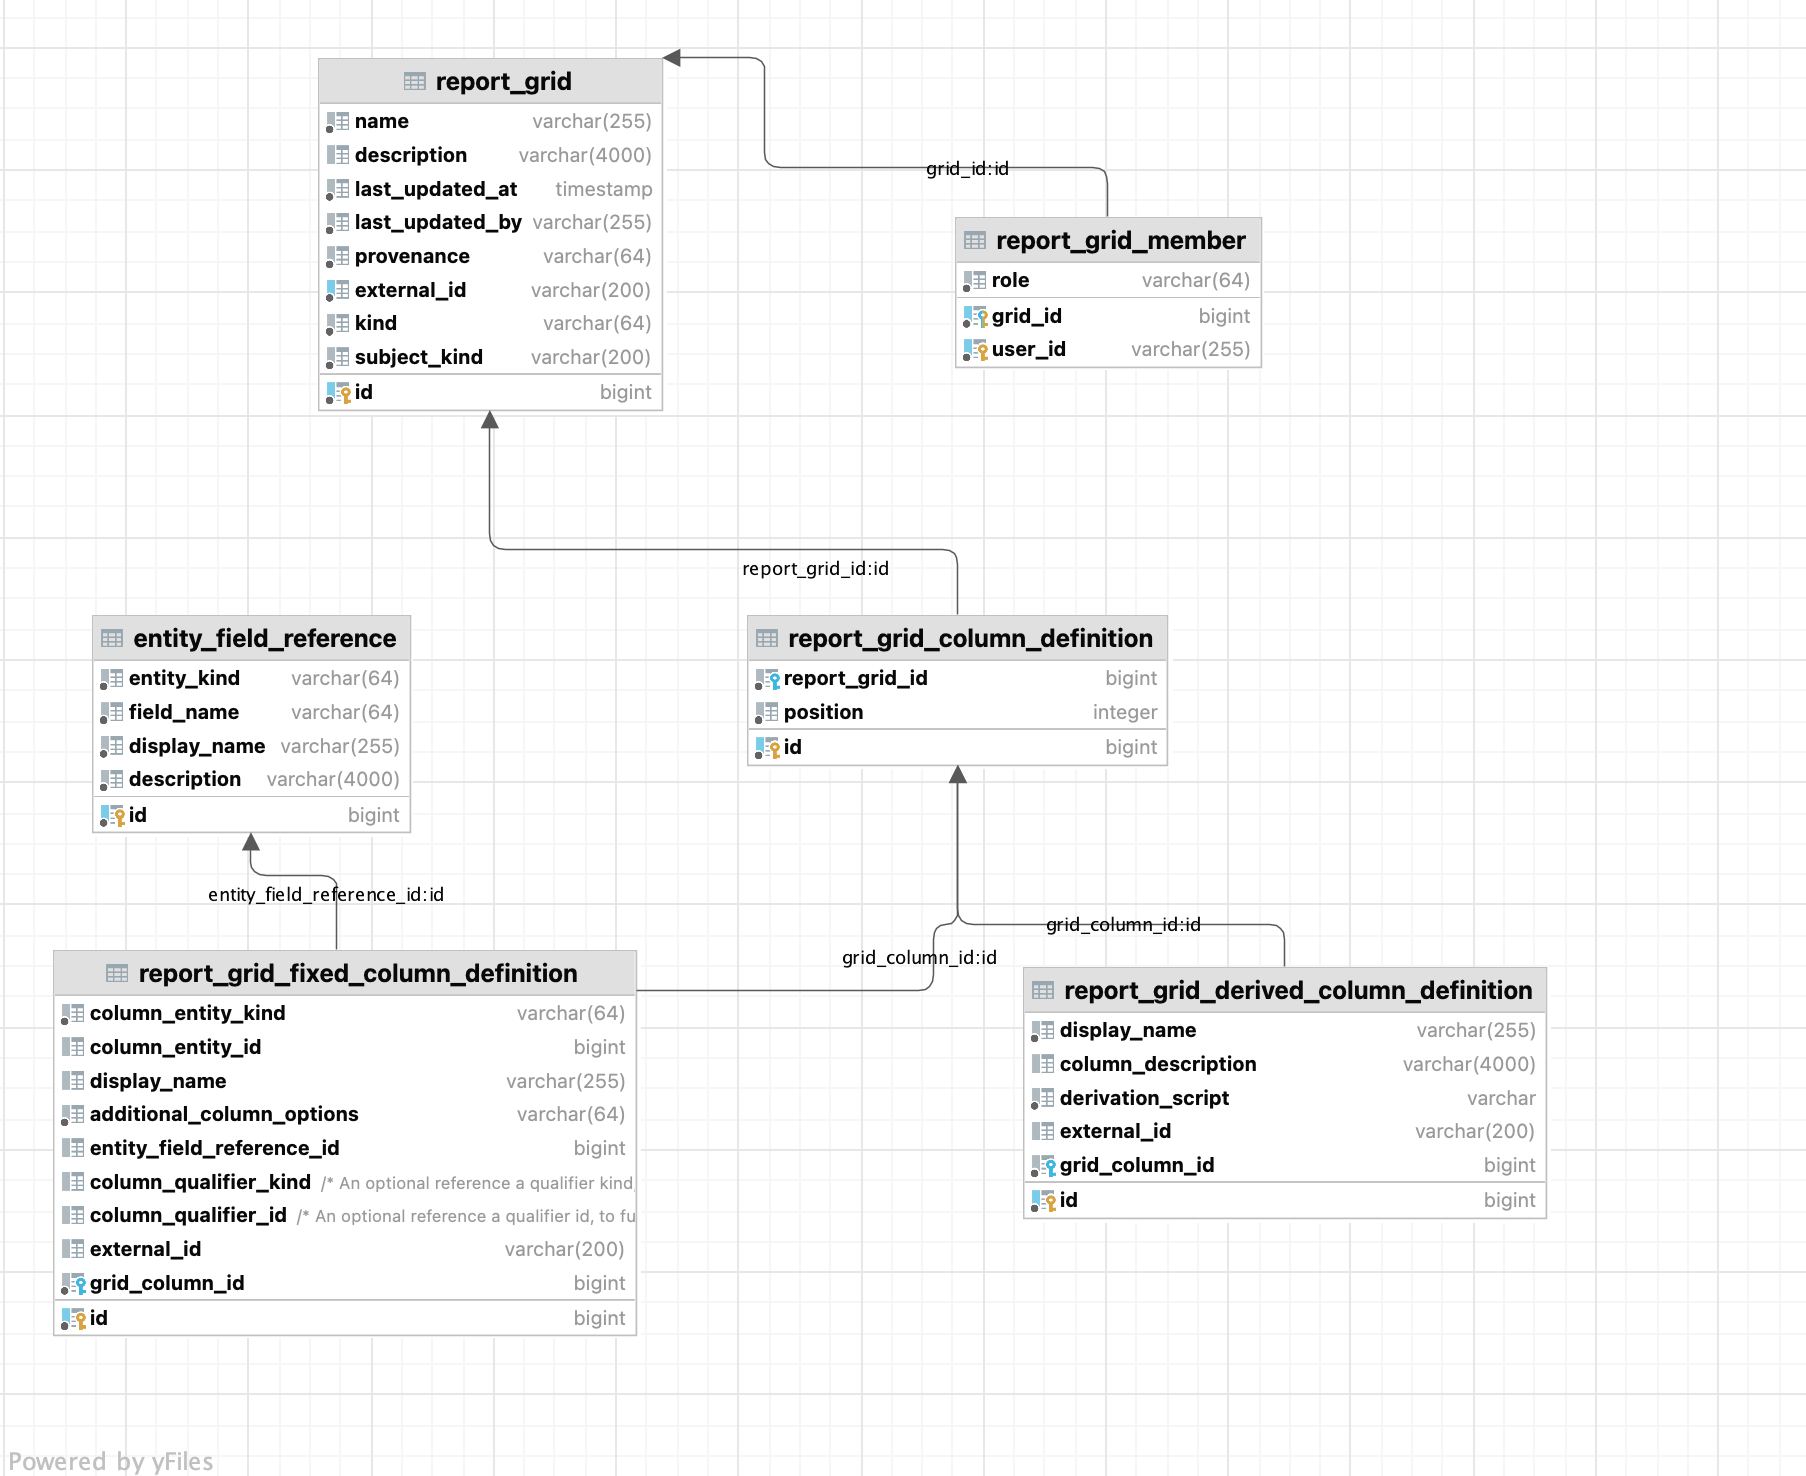 report_grid
name varchar(255)
description varchar(4000)
last_updated_at timestamp
last_updated_by varchar(255)
provenance varchar(64)
external_id varchar(200)
kind varchar(64)
subject_kind varchar(200)
id bigint
grid_id:id
report_grid_member
role varchar(64)
grid_id bigint
user_id varchar(255)
report_grid_id:id
entity_field_reference
entity_kind varchar(64)
field_name varchar(64)
display_name varchar(255)
description varchar(4000)
id bigint
report_grid_column_definition
report_grid_id bigint
position integer
id bigint
entity_field_reference_id:id
grid_column_id:id
grid_column_id:id
report_grid_fixed_column_definition
column_entity_kind varchar(64)
column_entity_id bigint
display_name varchar(255)
additional_column_options varchar(64)
entity_field_reference_id bigint
column_qualifier_kind /* An optional reference a qualifier kind,
column_qualifier_id /* An optional reference a qualifier id, to fu
external_id varchar(200)
grid_column_id bigint
id bigint
report_grid_derived_column_definition
display_name varchar(255)
column_description varchar(4000)
derivation_script varchar
external_id varchar(200)
grid_column_id bigint
id bigint
Powered by yFiles